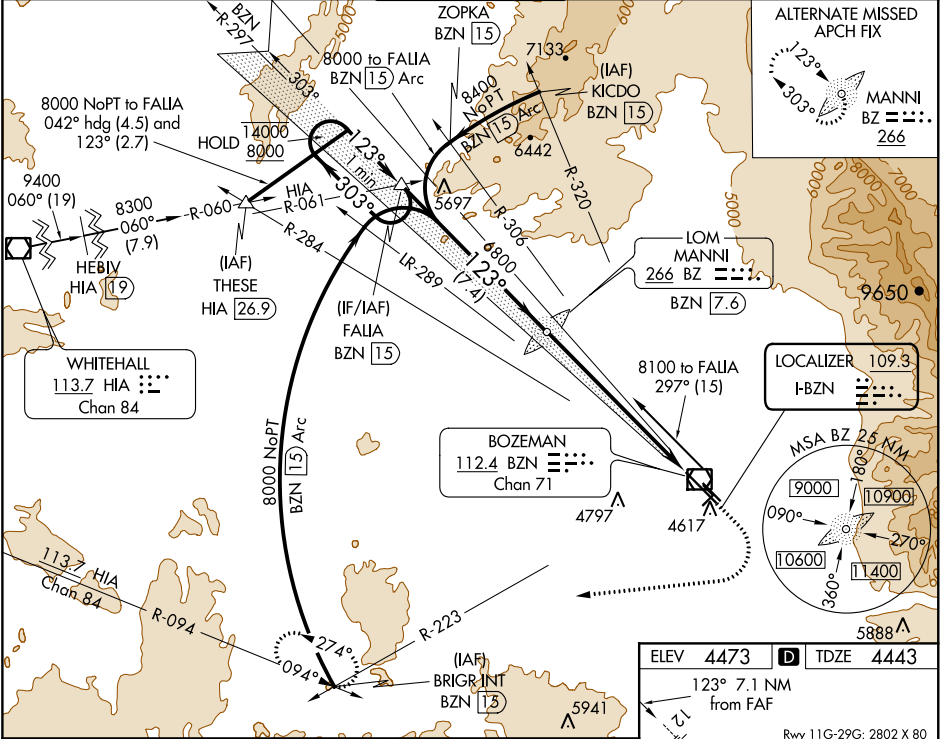 BZN
R-297
303°
8000 to FALIA
BZN 15 Arc
ZOPKA
BZN 15
7133
8400
NoPT
BZN 15 Arc
(IAF)
KICDO
BZN 15
6442
R-320
ALTERNATE MISSED
APCH FIX
123°
303°
MANNI
BZ
266
8000 NoPT to FALIA
042° hdg (4.5) and
123° (2.7)
HOLD
14000
8000
123°
1 min
303°
5697
9400
060° (19)
8300
060°
(7.9)
R-060
HIA
R-061
R-284
LR-289
R-306
6800
123°
(7.4)
HEBIV
HIA 19
(IAF)
THESE
HIA 26.9
(IF/IAF)
FALIA
BZN 15
LOM
MANNI
266 BZ
BZN 7.6
9650
WHITEHALL
113.7 HIA
Chan 84
8100 to FALIA
297° (15)
LOCALIZER 109.3
I-BZN
8000 NoPT
BZN 15 Arc
BOZEMAN
112.4 BZN
Chan 71
4797
4617
MSA BZ 25 NM
180°
9000
10900
090°
270°
10600
11400
360°
113.7 HIA
Chan 84
R-094
R-223
274°
094°
(IAF)
BRIGR INT
BZN 15
5941
5888
ELEV 4473 D TDZE 4443
123° 7.1 NM
from FAF
12
Rwy 11G-29G: 2802 X 80
5000
5000